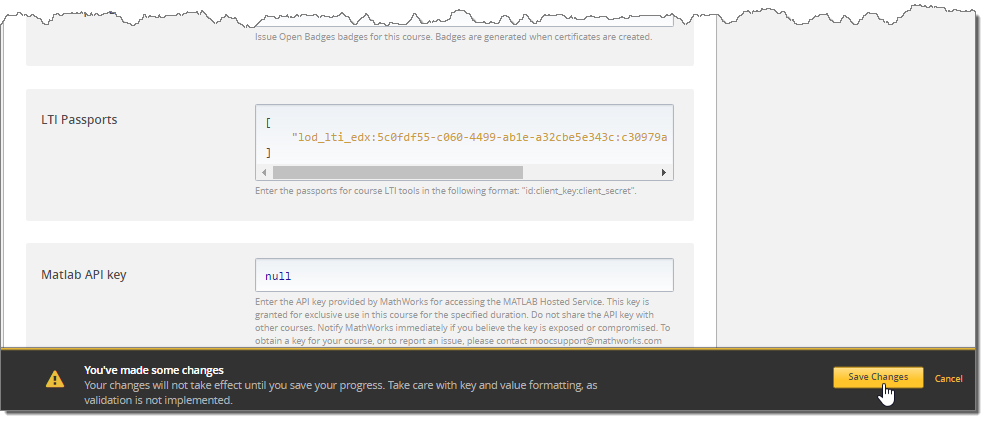 Issue Open Badges badges for this course. Badges are generated when certificates are created.
LTI Passports
[
"lod_lti_edx:5c0fdf55-c060-4499-ab1e-a32cbe5e343c:c30979a
]
Enter the passports for course LTI tools in the following format: "id:client_key:client_secret".
Matlab API key
null
Enter the API key provided by MathWorks for accessing the MATLAB Hosted Service. This key is
granted for exclusive use in this course for the specified duration. Do not share the API key with
other courses. Notify MathWorks immediately if you believe the key is exposed or compromised. To
obtain a key for your course, or to report an issue, please contact moocsupport@mathworks.com
You've made some changes
Your changes will not take effect until you save your progress. Take care with key and value formatting, as
validation is not implemented.
Save Changes
Cancel